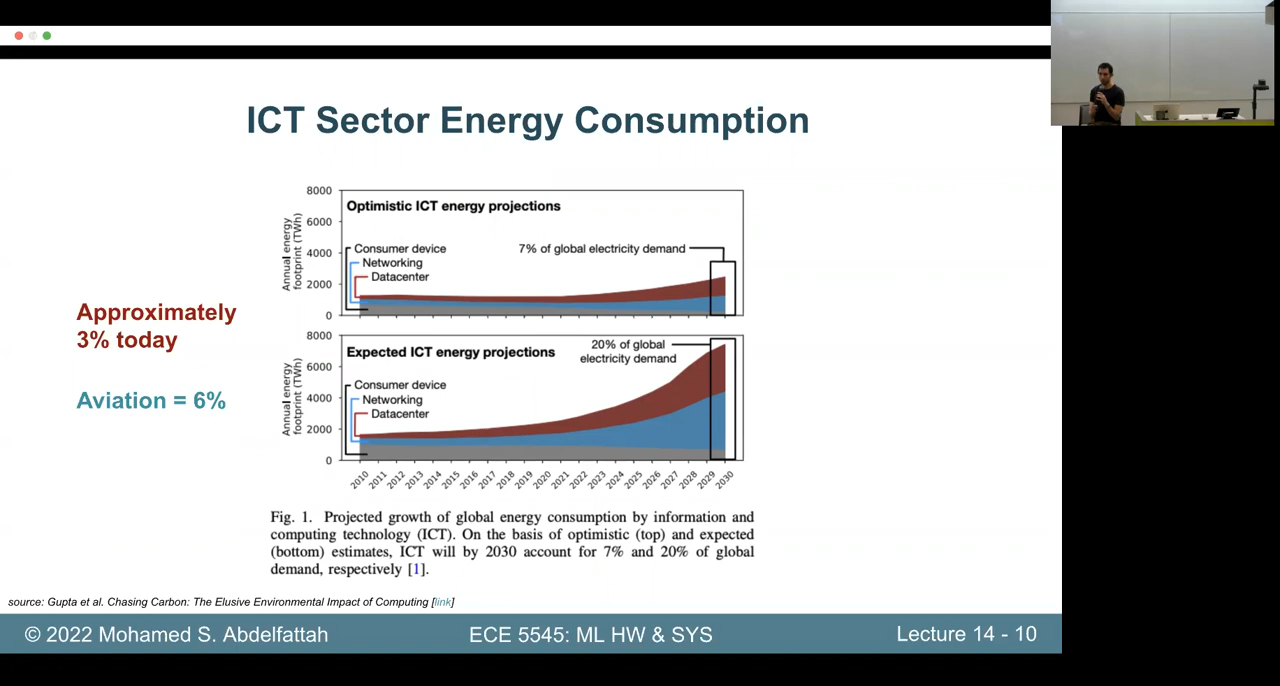 ICT Sector Energy Consumption
Approximately
3% today
Aviation = 6%
8000
6000
4000
2000
0
Annual energy
footprint (TWh)
Optimistic ICT energy projections
Consumer device
Networking
Datacenter
7% of global electricity demand
8000
6000
4000
2000
0
Annual energy
footprint (TWh)
Expected ICT energy projections
Consumer device
Networking
Datacenter
20% of global
electricity demand
2010
2011
2012
2013
2014
2015
2016
2017
2018
2019
2020
2021
2022
2023
2024
2025
2026
2027
2028
2029
2030
Fig. 1. Projected growth of global energy consumption by information and
computing technology (ICT). On the basis of optimistic (top) and expected
(bottom) estimates, ICT will by 2030 account for 7% and 20% of global
demand, respectively [1].
source: Gupta et al. Chasing Carbon: The Elusive Environmental Impact of Computing [link]
© 2022 Mohamed S. Abdelfattah
ECE 5545: ML HW & SYS
Lecture 14 - 10